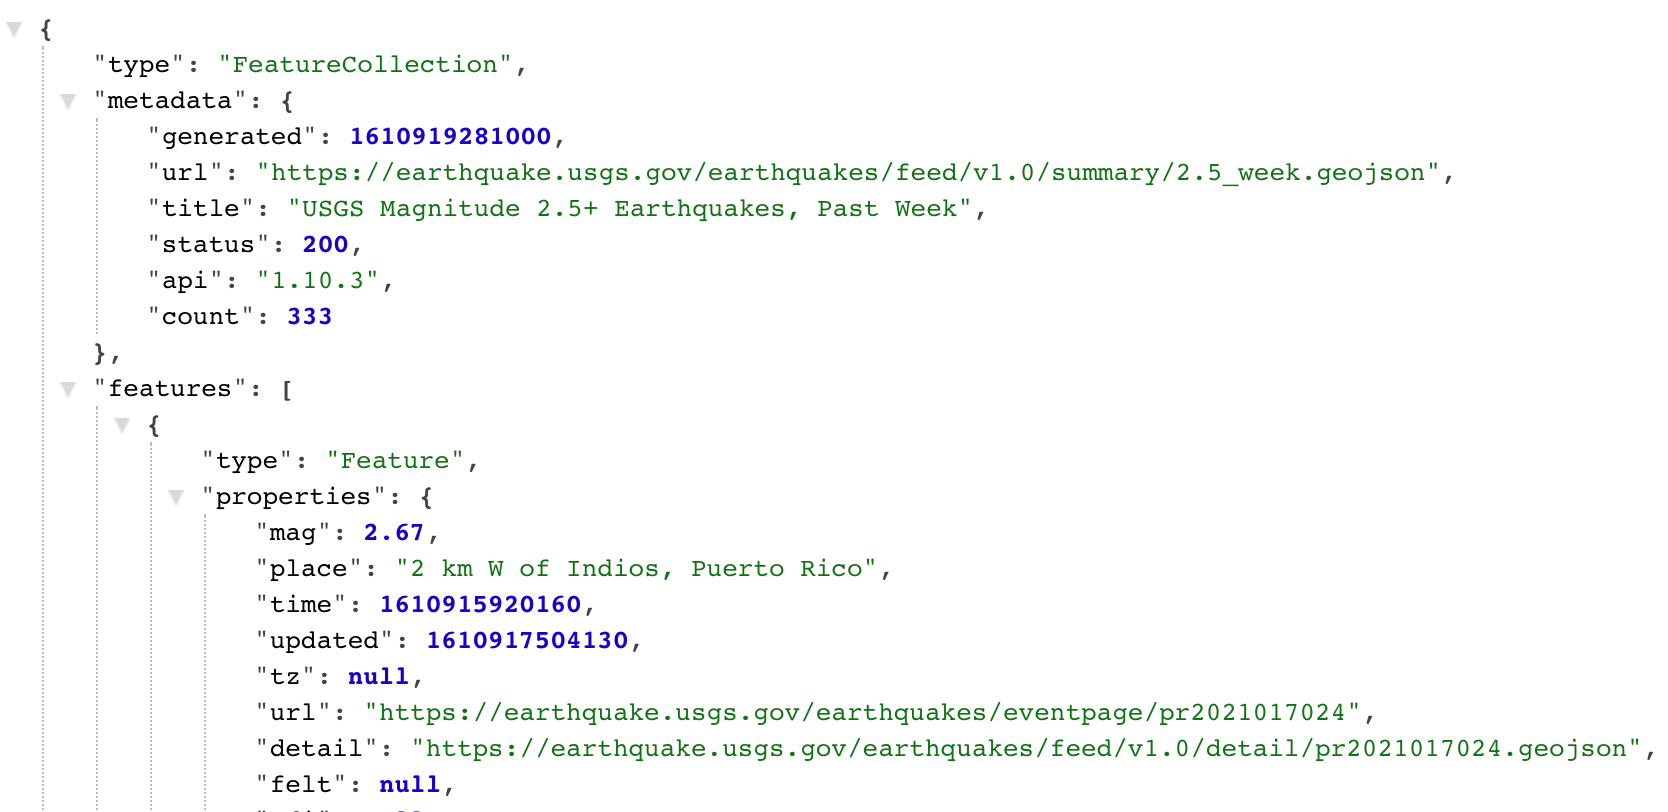 {
"type": "FeatureCollection",
"metadata": {
"generated": 1610919281000,
"url": "https://earthquake.usgs.gov/earthquakes/feed/v1.0/summary/2.5_week.geojson",
"title": "USGS Magnitude 2.5+ Earthquakes, Past Week",
"status": 200,
"api": "1.10.3",
"count": 333
},
"features": [
{
"type": "Feature",
"properties": {
"mag": 2.67,
"place": "2 km W of Indios, Puerto Rico",
"time": 1610915920160,
"updated": 1610917504130,
"tz": null,
"url": "https://earthquake.usgs.gov/earthquakes/eventpage/pr2021017024",
"detail": "https://earthquake.usgs.gov/earthquakes/feed/v1.0/detail/pr2021017024.geojson",
"felt": null,